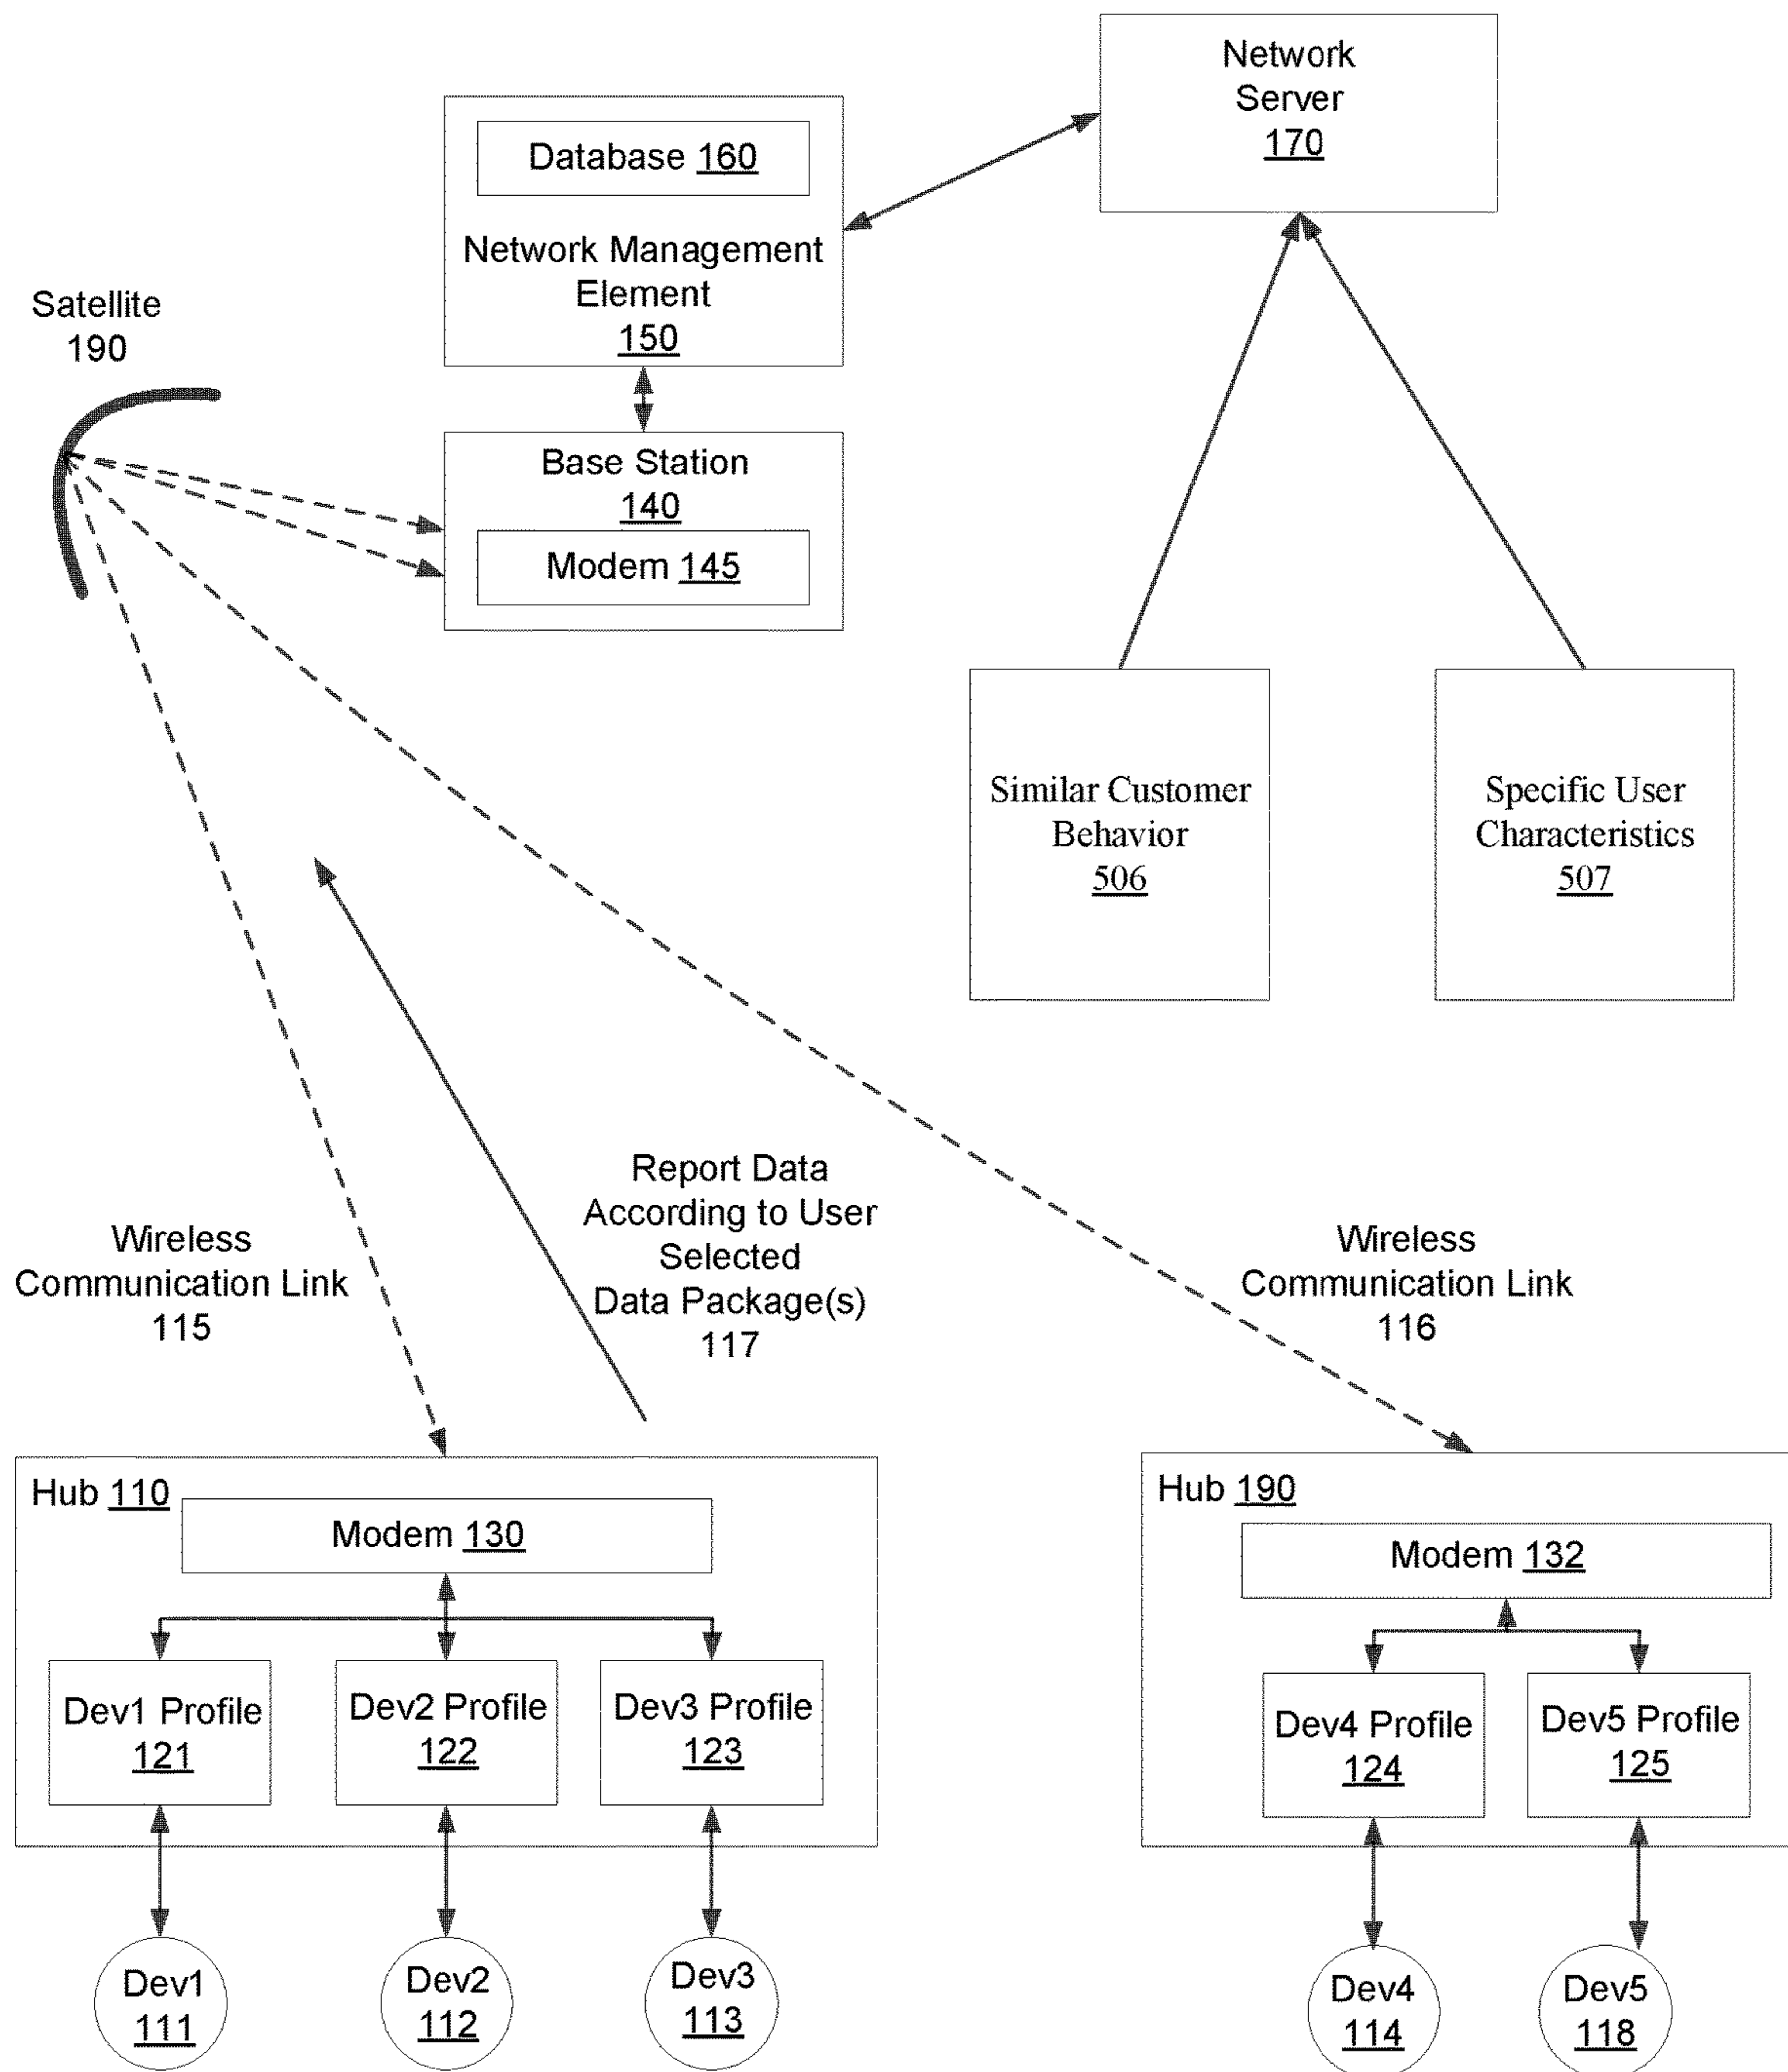 Network
Server
170
Database 160
Network Management
Element
150
Satellite
190
Base Station
140
Modem 145
Similar Customer
Behavior
506
Specific User
Characteristics
507
Report Data
According to User
Selected
Data Package(s)
117
Wireless
Communication Link
115
Wireless
Communication Link
116
Hub 110
Modem 130
Dev1 Profile
121
Dev2 Profile
122
Dev3 Profile
123
Hub 190
Modem 132
Dev4 Profile
124
Dev5 Profile
125
Dev1
111
Dev2
112
Dev3
113
Dev4
114
Dev5
118